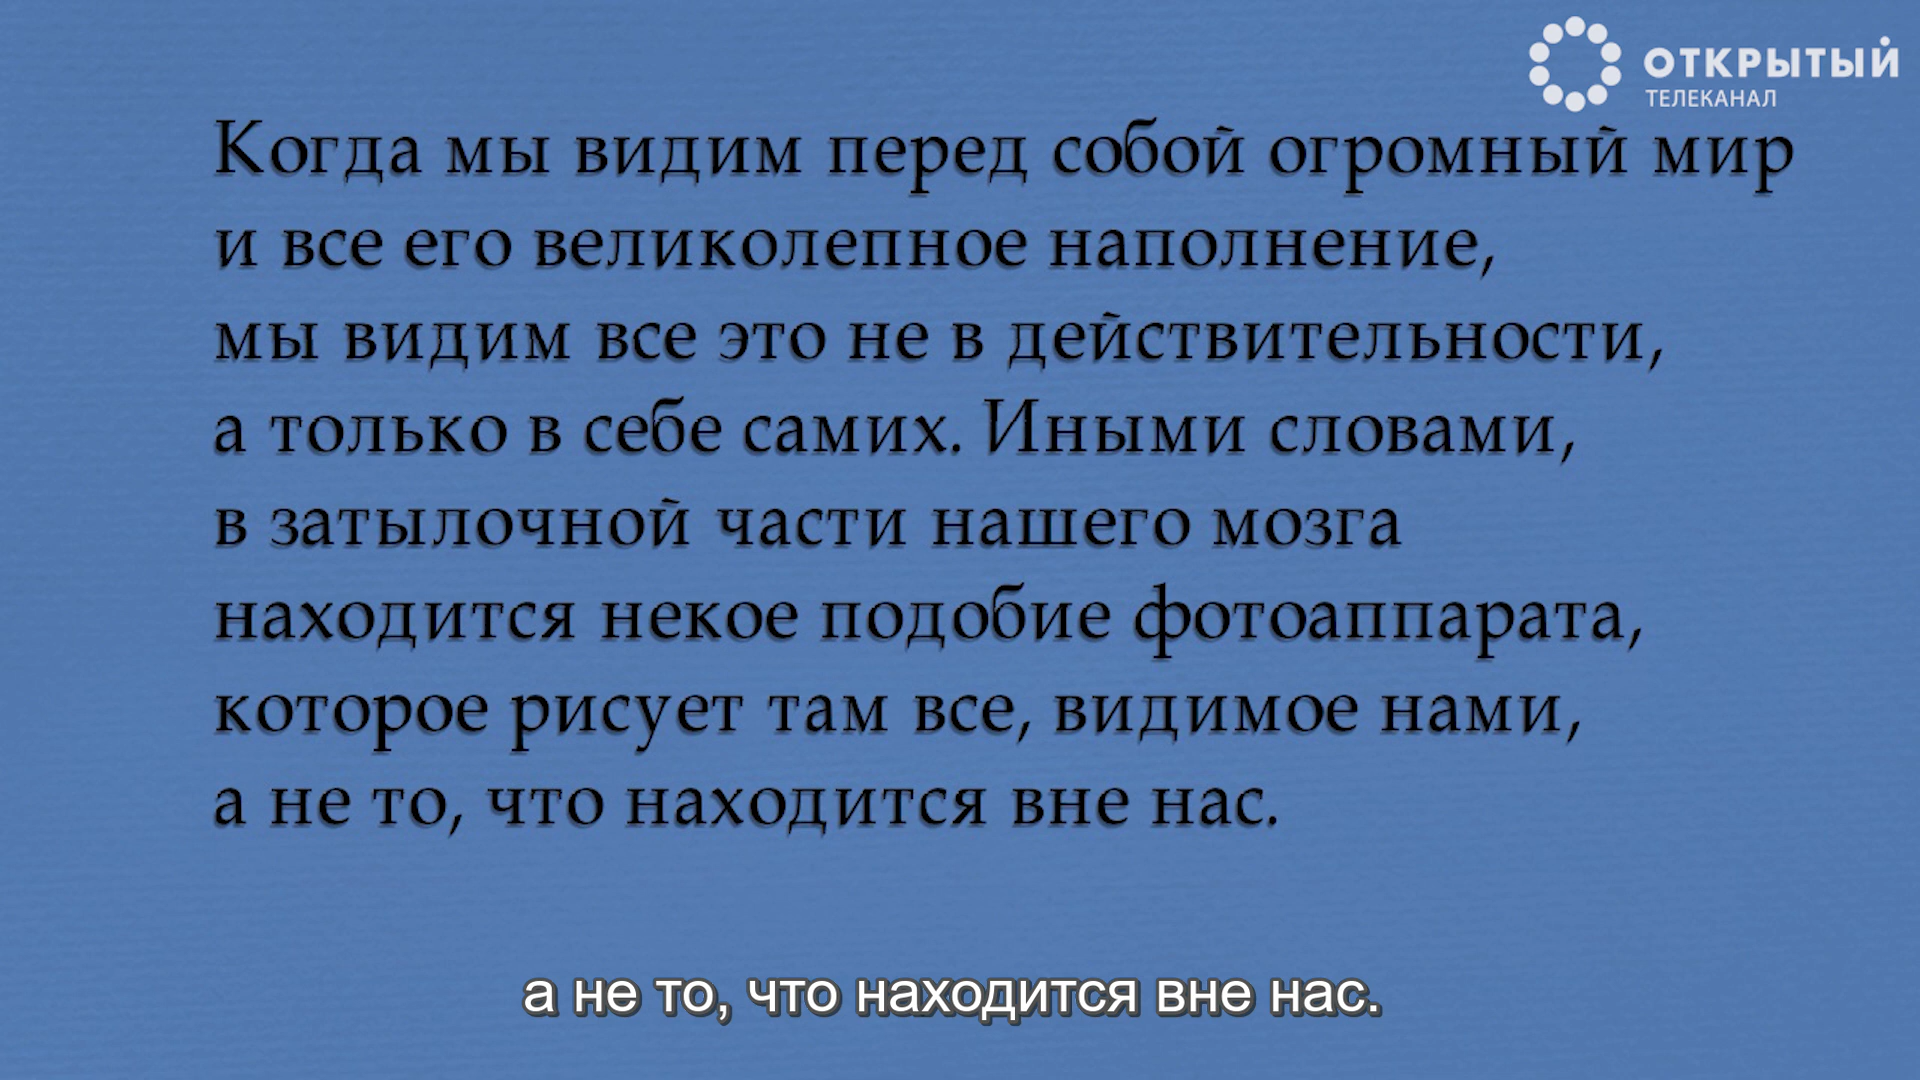 ОТКРЫТЫЙ
ТЕЛЕКАНАЛ
Когда мы видим перед собой огромный мир
и все его великолепное наполнение,
мы видим все это не в действительности,
а только в себе самих. Иными словами,
в затылочной части нашего мозга
находится некое подобие фотоаппарата,
которое рисует там все, видимое нами,
а не то, что находится вне нас.
а не то, что находится вне нас.